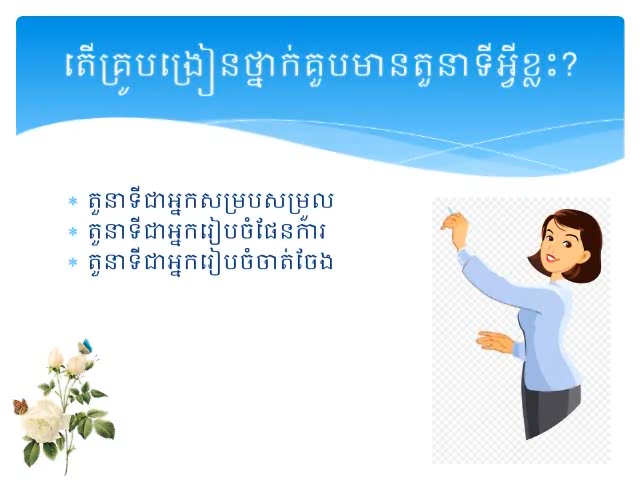 តើគ្រូបង្រៀនថ្នាក់គួបមានតួនាទីអ្វីខ្លះ?
តួនាទីជាអ្នកសម្របសម្រួល
តួនាទីជាអ្នករៀបចំផែនការ
តួនាទីជាអ្នករៀបចំចាត់ចែង